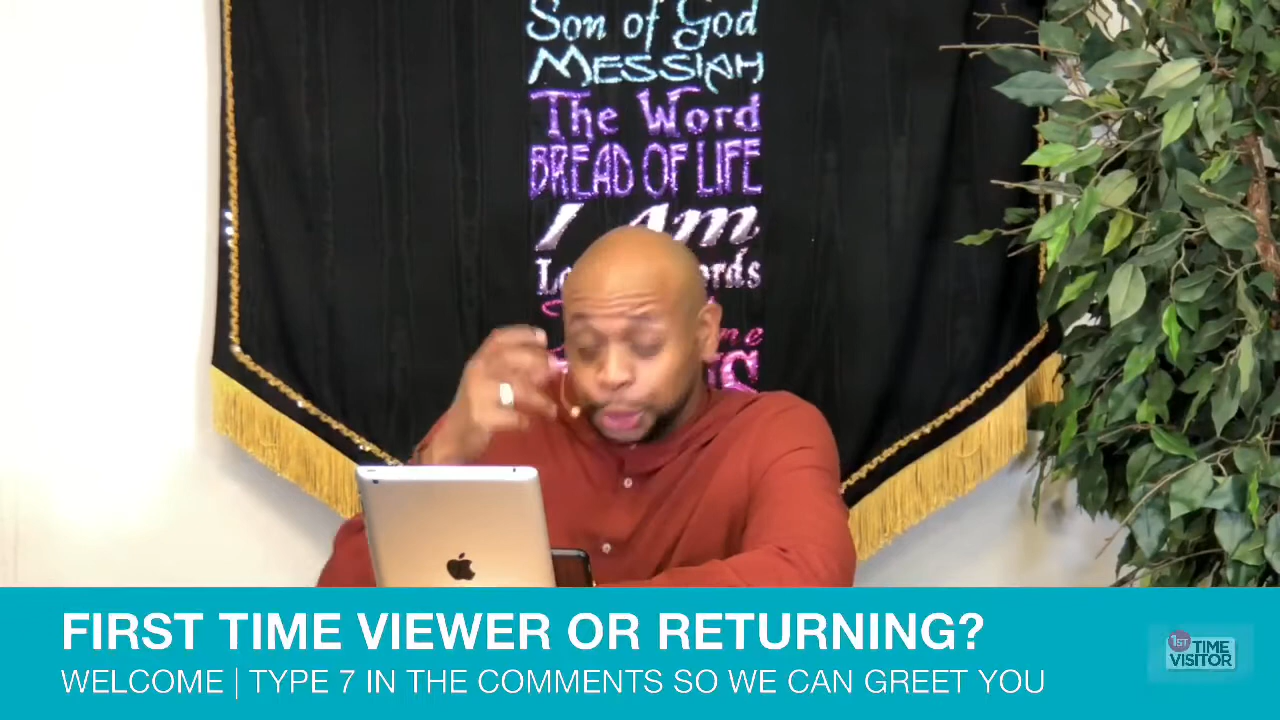 Son of God
MESSIAH
The Word
BREAD OF LIFE
I Am
FIRST TIME VIEWER OR RETURNING?
WELCOME | TYPE 7 IN THE COMMENTS SO WE CAN GREET YOU
1ST TIME
VISITOR